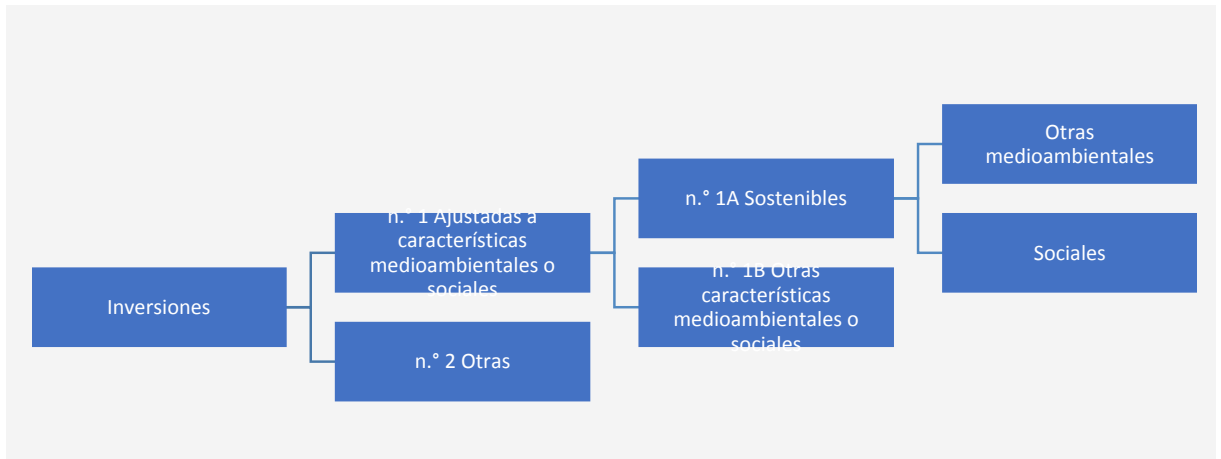 Inversiones
n.° 1 Ajustadas a
características
medioambientales o
sociales
n.° 2 Otras
n.° 1A Sostenibles
n.° 1B Otras
características
medioambientales o
sociales
Otras
medioambientales
Sociales